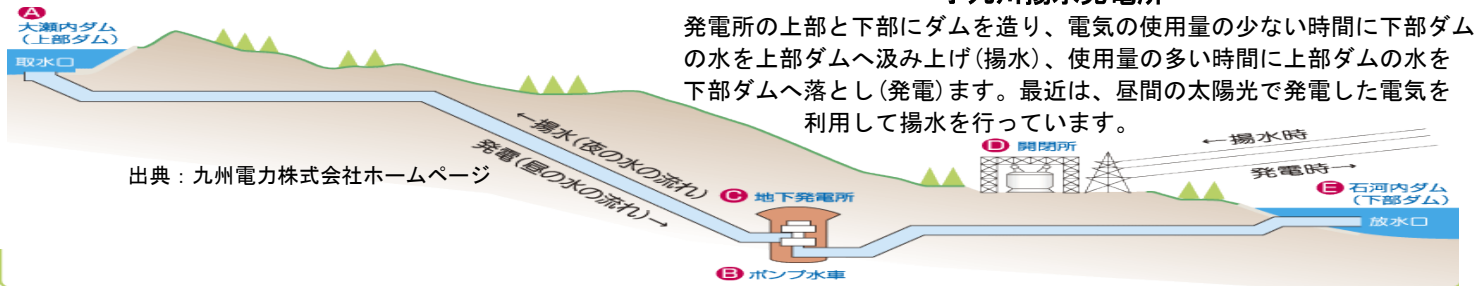 発電所の上部と下部にダムを造り、電気の使用量の少ない時間に下部ダム
の水を上部ダムへ汲み上げ(揚水)、使用量の多い時間に上部ダムの水を
下部ダムへ落とし(発電)ます。最近は、昼間の太陽光で発電した電気を
利用して揚水を行っています。
A
大瀬内ダム
(上部ダム)
取水口
←揚水(夜の水の流れ)
発電(昼の水の流れ)→
出典：九州電力株式会社ホームページ
C 地下発電所
B ポンプ水車
D 開閉所
←揚水時
発電時→
E 石河内ダム
(下部ダム)
放水口